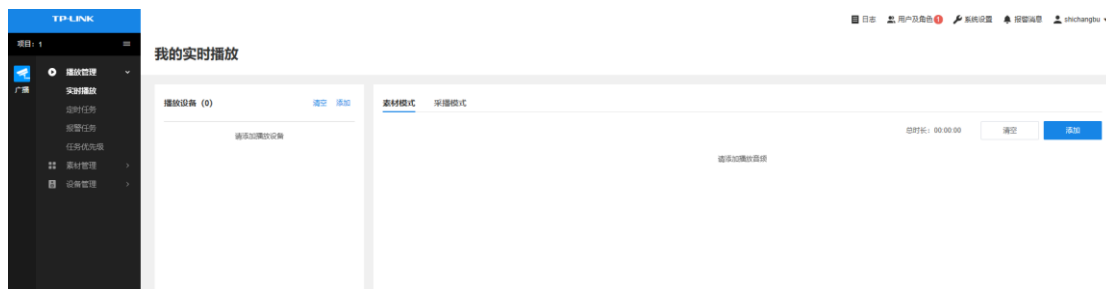 TP-LINK
日志 用户及角色 1 系统设置 报警消息 shichangbu
项目: 1
我的实时播放
广播
播放管理
实时播放
定时任务
报警任务
任务优先级
素材管理
设备管理
播放设备 (0) 清空 添加
请添加播放设备
素材模式 采播模式
总时长: 00:00:00 清空 添加
请添加播放音频